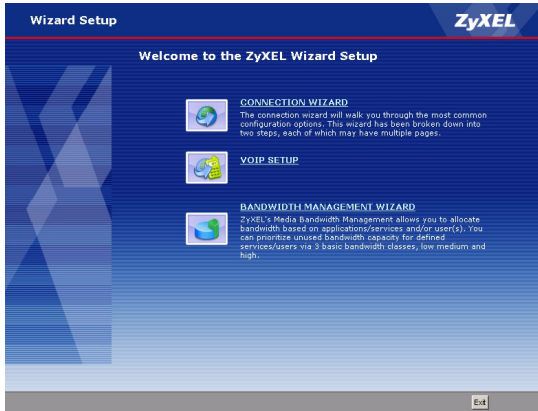 Wizard Setup
ZyXEL
Welcome to the ZyXEL Wizard Setup
CONNECTION WIZARD
The connection wizard will walk you through the most common
configuration options. This wizard has been broken down into
two steps, each of which may have multiple pages.
VOIP SETUP
BANDWIDTH MANAGEMENT WIZARD
ZyXEL's Media Bandwidth Management allows you to allocate
bandwidth based on applications/services and/or user(s). You
can prioritize unused bandwidth capacity for defined
services/users via 3 basic bandwidth classes, low medium and
high.
Exit